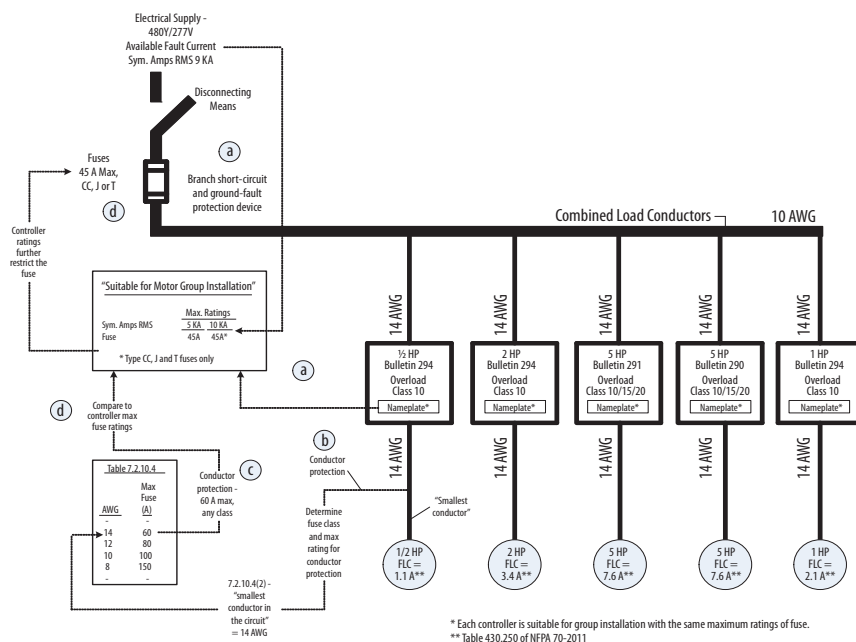 Electrical Supply -
480Y/277V
Available Fault Current
Sym. Amps RMS 9 KA
Disconnecting
Means
a
Fuses
45 A Max,
CC, J or T
Branch short-circuit
and ground-fault
protection device
d
Controller
ratings
further
restrict the
fuse
Combined Load Conductors
10 AWG
"Suitable for Motor Group Installation"
Max. Ratings
Sym. Amps RMS 5 KA 10 KA
Fuse 45A 45A*
* Type CC, J and T fuses only
14 AWG
14 AWG
14 AWG
14 AWG
14 AWG
½ HP
Bulletin 294
Overload
Class 10
Nameplate*
2 HP
Bulletin 294
Overload
Class 10
Nameplate*
5 HP
Bulletin 291
Overload
Class 10/15/20
Nameplate*
5 HP
Bulletin 290
Overload
Class 10/15/20
Nameplate*
1 HP
Bulletin 294
Overload
Class 10
Nameplate*
a
d
Compare to
controller max
fuse ratings
b
Conductor
protection
c
Conductor
protection -
60 A max,
any class
Table 7.2.10.4
Max
Fuse
AWG (A)
- -
14 60
12 80
10 100
8 150
- -
Determine
fuse class
and max
rating for
conductor
protection
"Smallest
conductor"
14 AWG
14 AWG
14 AWG
14 AWG
14 AWG
1/2 HP
FLC =
1.1 A**
2 HP
FLC =
3.4 A**
5 HP
FLC =
7.6 A**
5 HP
FLC =
7.6 A**
1 HP
FLC =
2.1 A**
7.2.10.4(2) -
"smallest
conductor in
the circuit"
= 14 AWG
* Each controller is suitable for group installation with the same maximum ratings of fuse.
** Table 430.250 of NFPA 70-2011